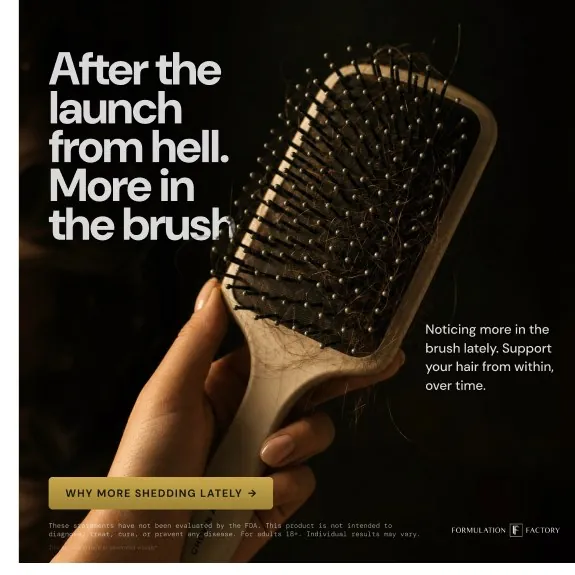 After the
launch
from hell.
More in
the brush
Noticing more in the
brush lately. Support
your hair from within,
over time.
WHY MORE SHEDDING LATELY →
These statements have not been evaluated by the FDA. This product is not intended to
diagnose, treat, cure, or prevent any disease. For adults 18+. Individual results may vary.
FORMULATION F FACTORY